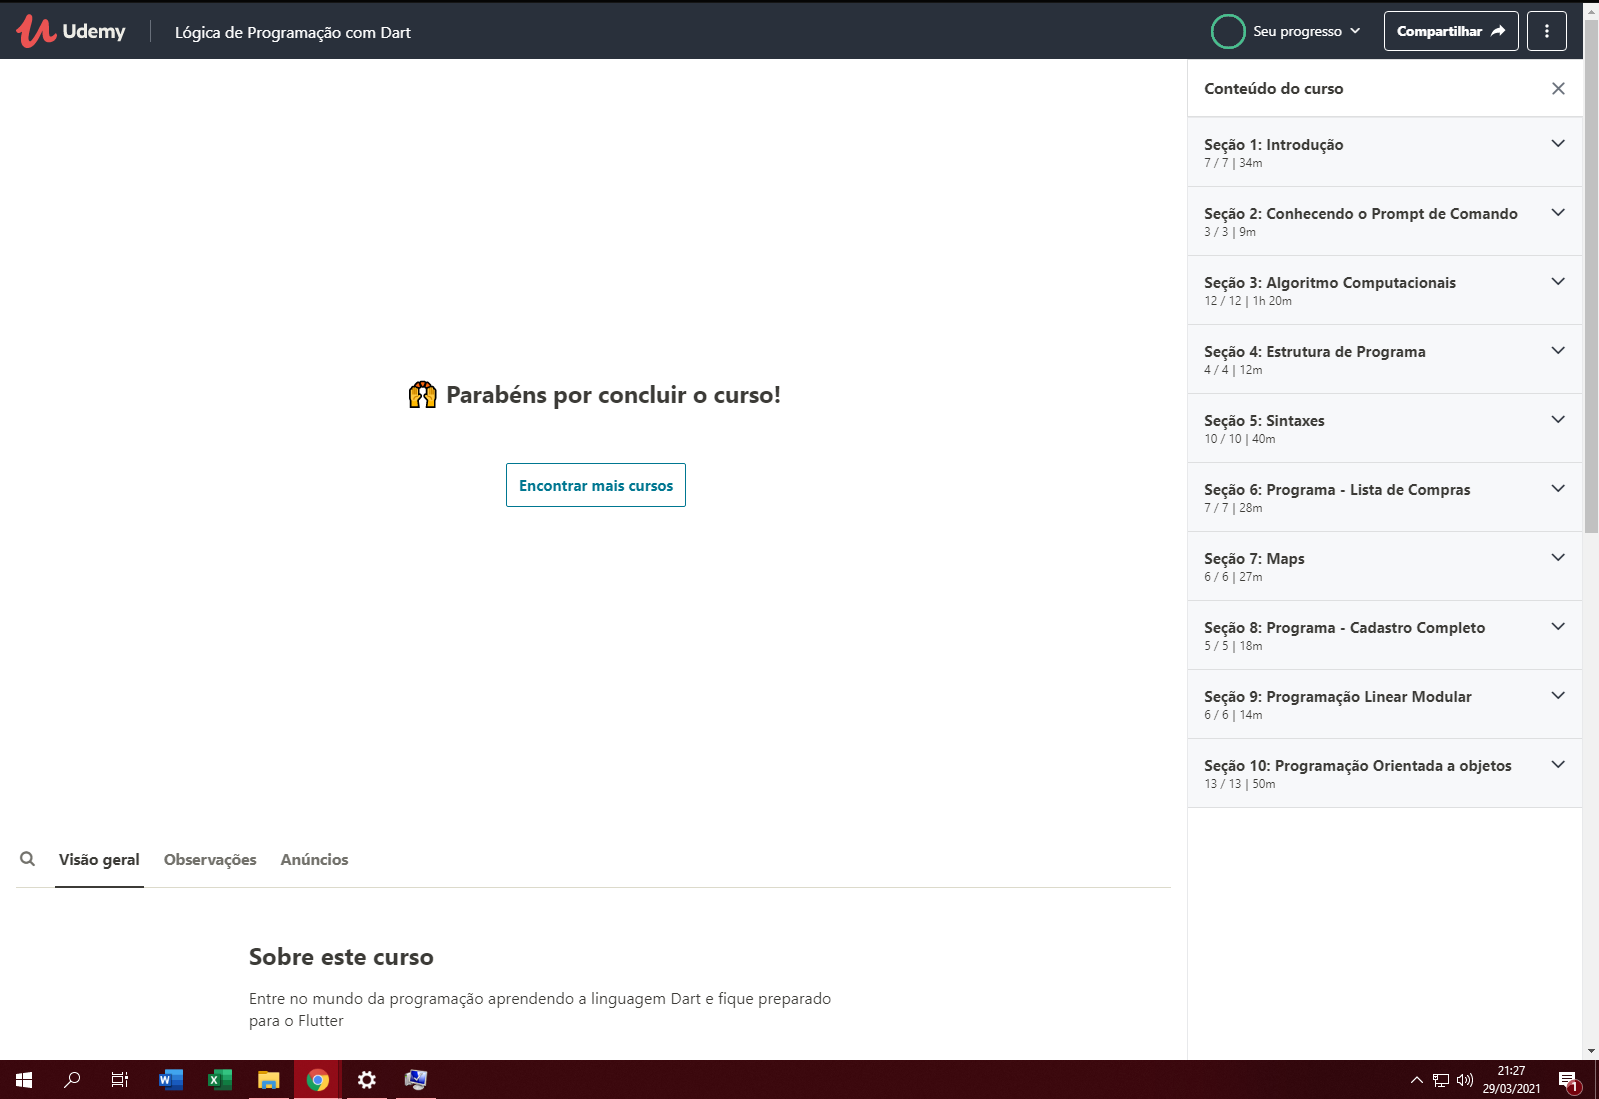 Udemy
Lógica de Programação com Dart
Seu progresso
Compartilhar
Parabéns por concluir o curso!
Encontrar mais cursos
Conteúdo do curso
Seção 1: Introdução
7 / 7 | 34m
Seção 2: Conhecendo o Prompt de Comando
3 / 3 | 9m
Seção 3: Algoritmo Computacionais
12 / 12 | 1h 20m
Seção 4: Estrutura de Programa
4 / 4 | 12m
Seção 5: Sintaxes
10 / 10 | 40m
Seção 6: Programa - Lista de Compras
7 / 7 | 28m
Seção 7: Maps
6 / 6 | 27m
Seção 8: Programa - Cadastro Completo
5 / 5 | 18m
Seção 9: Programação Linear Modular
6 / 6 | 14m
Seção 10: Programação Orientada a objetos
13 / 13 | 50m
Visão geral
Observações
Anúncios
Sobre este curso
Entre no mundo da programação aprendendo a linguagem Dart e fique preparado
para o Flutter
21:27
29/03/2021
1